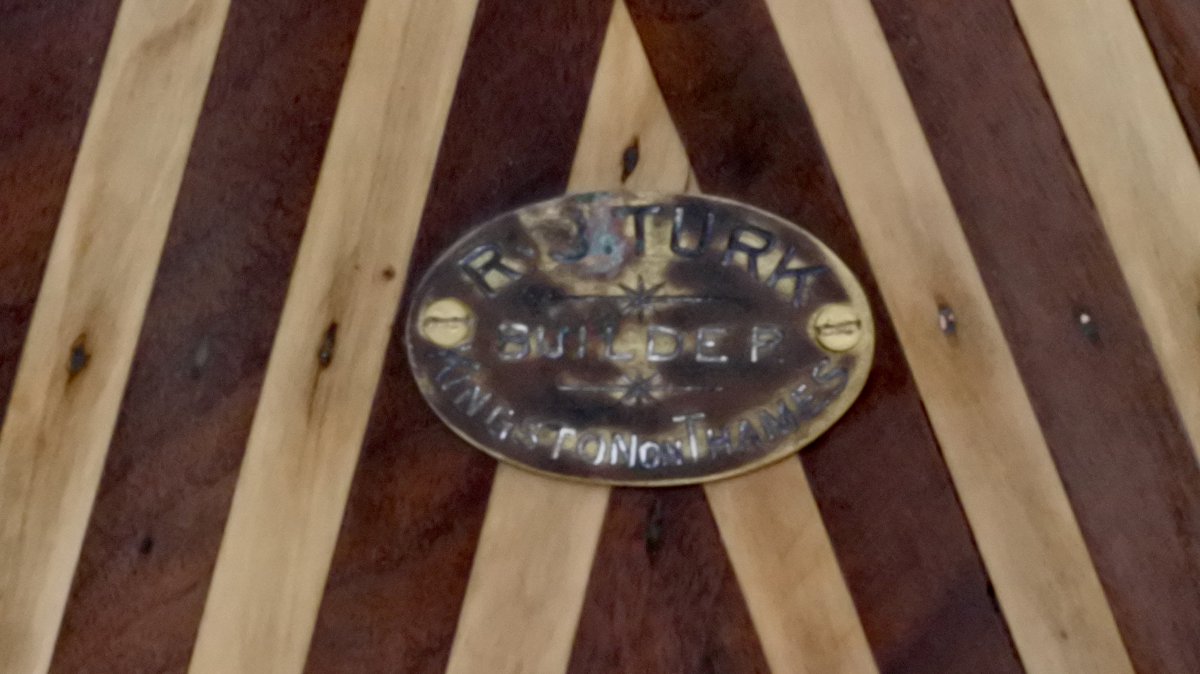 R.J. TURK
BUILDER
KINGSTON ON THAMES